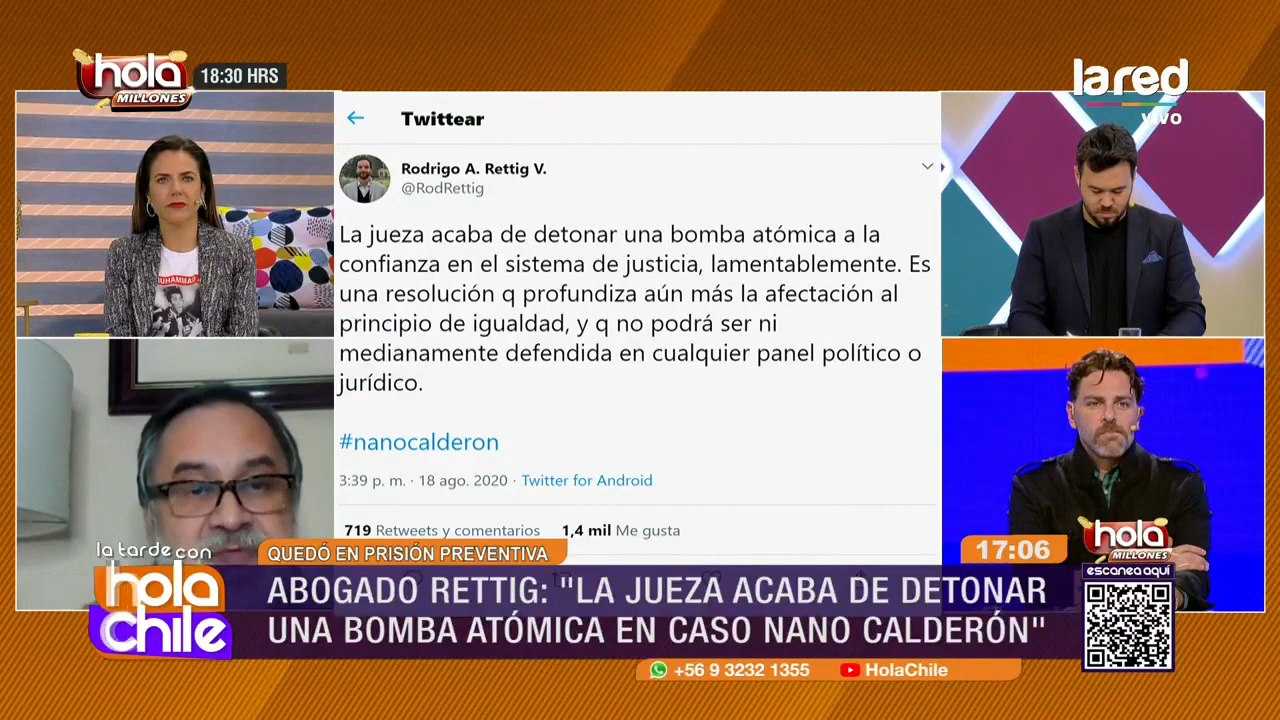 hola
MILLONES
18:30 HRS
la red
vivo
Twittear
Rodrigo A. Rettig V.
@RodRettig
La jueza acaba de detonar una bomba atómica a la
confianza en el sistema de justicia, lamentablemente. Es
una resolución q profundiza aún más la afectación al
principio de igualdad, y q no podrá ser ni
medianamente defendida en cualquier panel político o
jurídico.
#nanocalderon
3:39 p. m. · 18 ago. 2020 · Twitter for Android
719 Retweets y comentarios 1,4 mil Me gusta
MUHAMMAD
la tarde con
hola
chile
QUEDÓ EN PRISIÓN PREVENTIVA
17:06
ABOGADO RETTIG: "LA JUEZA ACABA DE DETONAR
UNA BOMBA ATÓMICA EN CASO NANO CALDERÓN"
hola
MILLONES
escanea aquí
+56 9 3232 1355 HolaChile